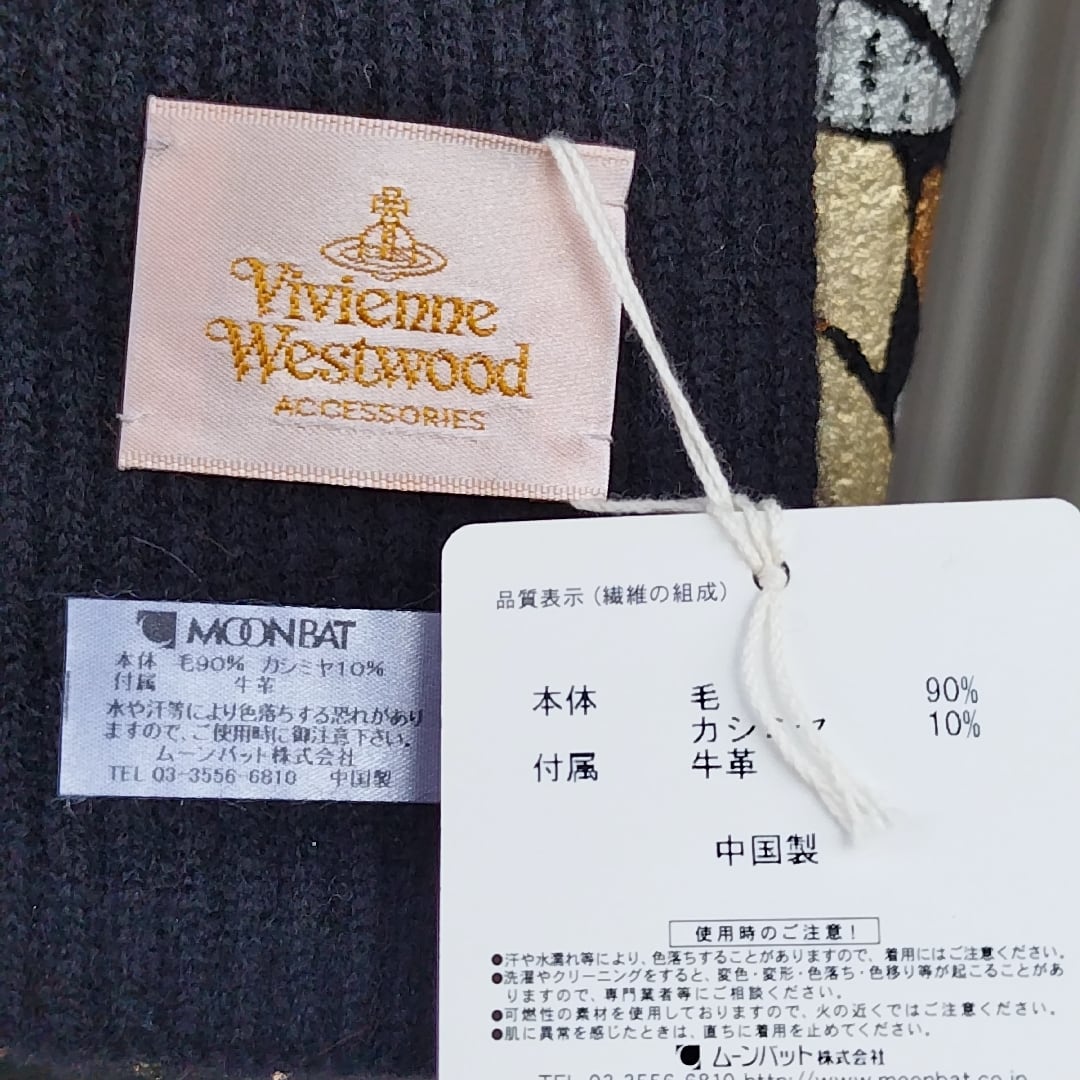 Vivienne
Westwood
ACCESSORIES
MOONBAT
本体 毛90% カシミヤ10%
付属 牛革
水や汗等により色落ちする恐れがあり
ますので、ご使用時に御注意下さい。
ムーンバット株式会社
TEL 03-3556-6810 中国製
品質表示(繊維の組成)
本体 毛 90%
10%
付属 牛革
中国製
使用時のご注意!
●汗や水濡れ等により、色落ちすることがありますので、着用にはご注意ください。
●洗濯やクリーニングをすると、変色・変形・色落ち・色移り等が起こることがあ
りますので、専門業者等にご相談ください。
●可燃性の素材を使用しておりますので、火の近くではご注意ください。
●肌に異常を感じたときは、直ちに着用を止めてください。
ムーンバット株式会社
TEL 03-3556-6810 http://www.moonbat.co.jp